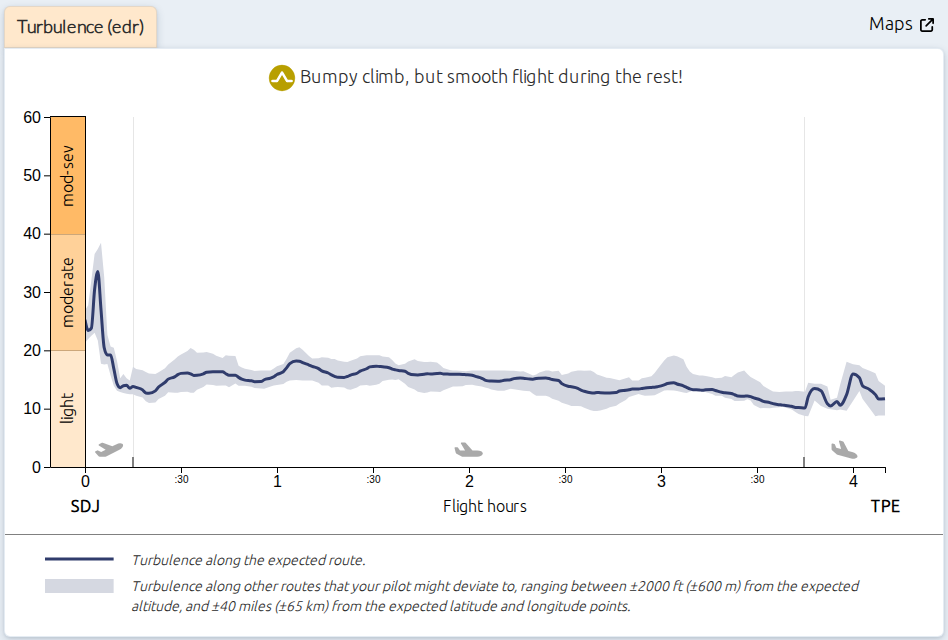 Turbulence (edr)
Maps
Bumpy climb, but smooth flight during the rest!
60
50
40
30
20
10
0
mod-sev
moderate
light
0 :30 1 :30 2 :30 3 :30 4
SDJ Flight hours TPE
Turbulence along the expected route.
Turbulence along other routes that your pilot might deviate to, ranging between ±2000 ft (±600 m) from the expected
altitude, and ±40 miles (±65 km) from the expected latitude and longitude points.